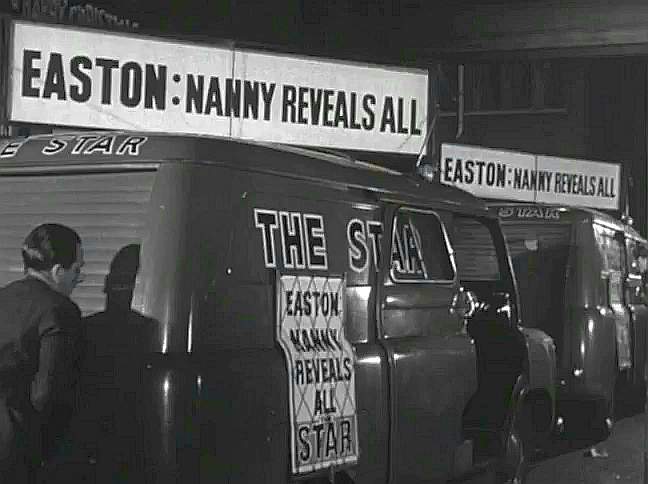 EASTON: NANNY REVEALS ALL
E STAR
THE STAR
EASTON:
NANNY
REVEALS
ALL
STAR
EASTON: NANNY REVEALS ALL
STAR